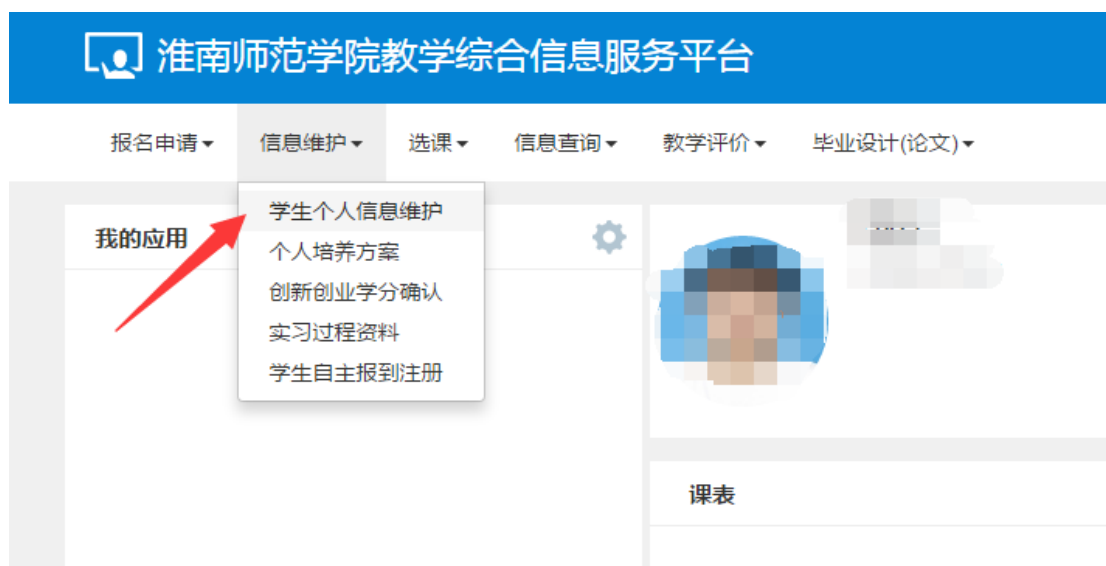 淮南师范学院教学综合信息服务平台
报名申请 信息维护 选课 信息查询 教学评价 毕业设计(论文)
学生个人信息维护
我的应用
个人培养方案
创新创业学分确认
实习过程资料
学生自主报到注册
课表